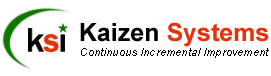 ksi Kaizen Systems
Continuous Incremental Improvement